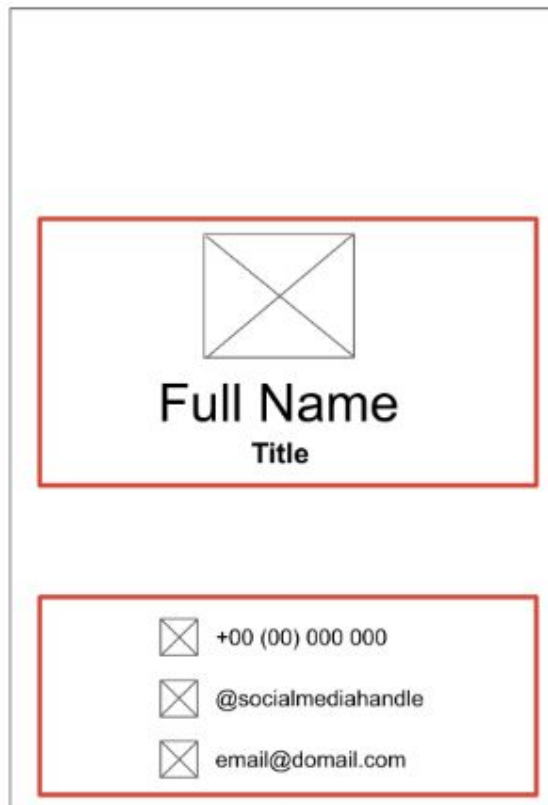 Full Name
Title
+00 (00) 000 000
@socialmediahandle
email@domail.com